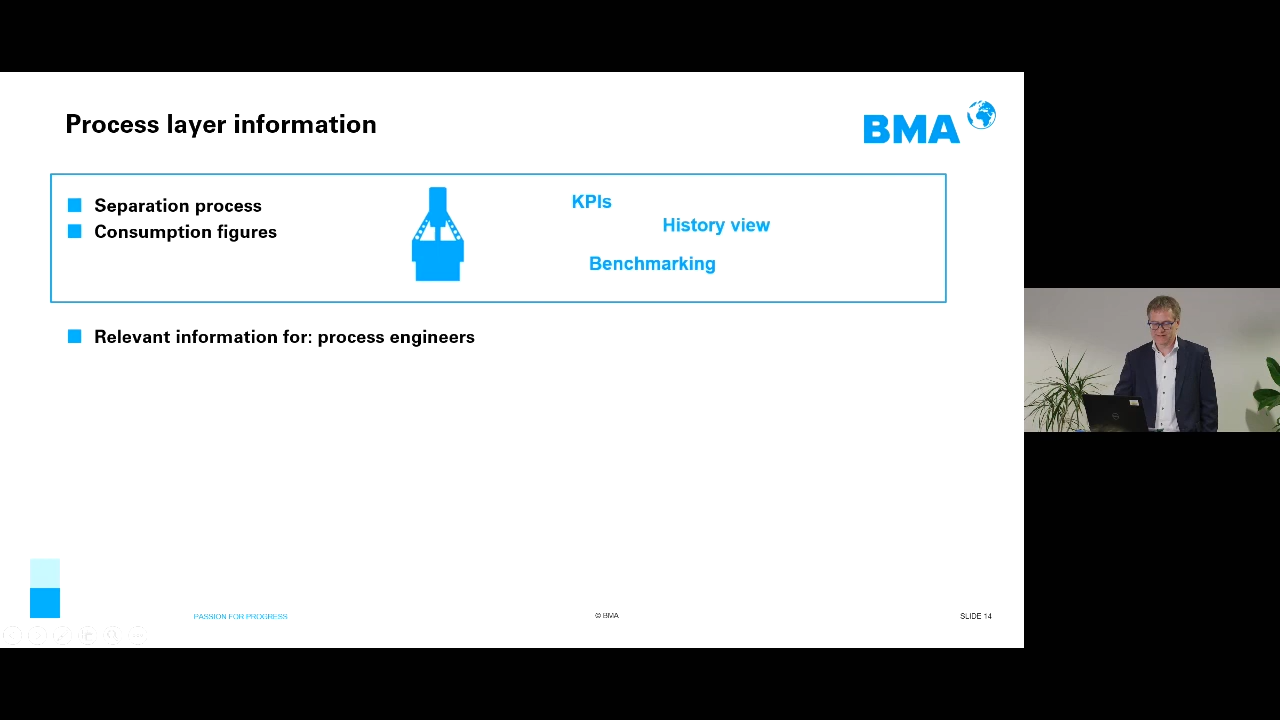 Process layer information
BMA
Separation process
Consumption figures
KPIs
History view
Benchmarking
Relevant information for: process engineers
PASSION FOR PROGRESS
© BMA
SLIDE 14